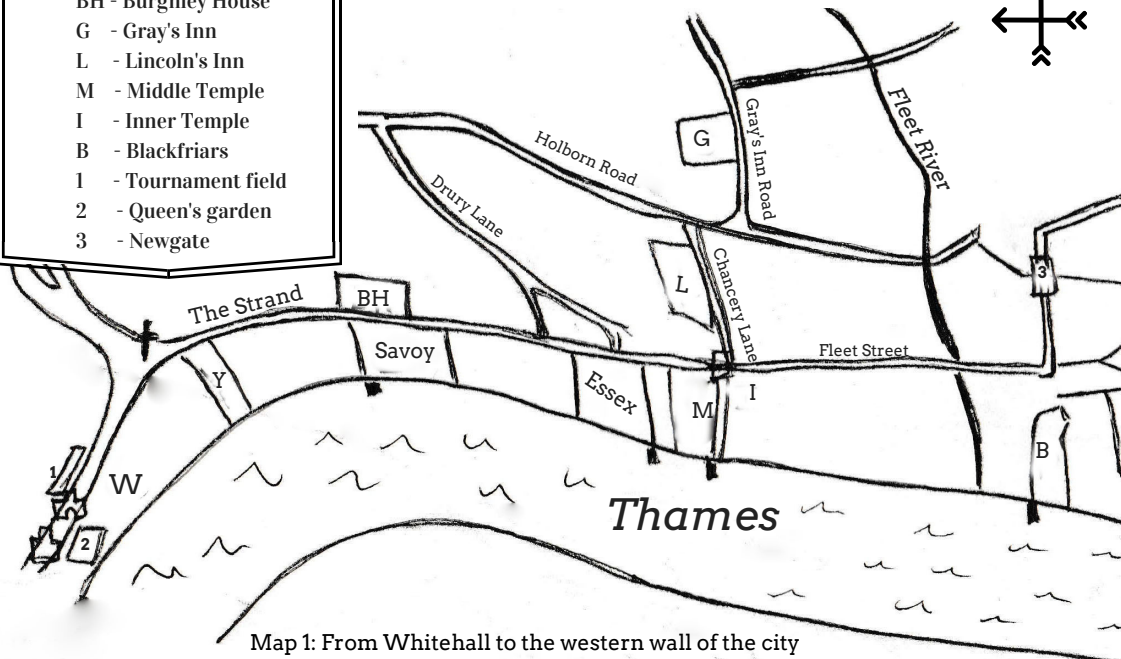 BH - Burghley House
G - Gray's Inn
L - Lincoln's Inn
M - Middle Temple
I - Inner Temple
B - Blackfriars
1 - Tournament field
2 - Queen's garden
3 - Newgate
G
Gray's Inn Road
Fleet River
Holborn Road
Drury Lane
L
Chancery Lane
3
The Strand
BH
Savoy
Fleet Street
Y
Essex
M
I
B
1
W
2
Thames
Map 1: From Whitehall to the western wall of the city